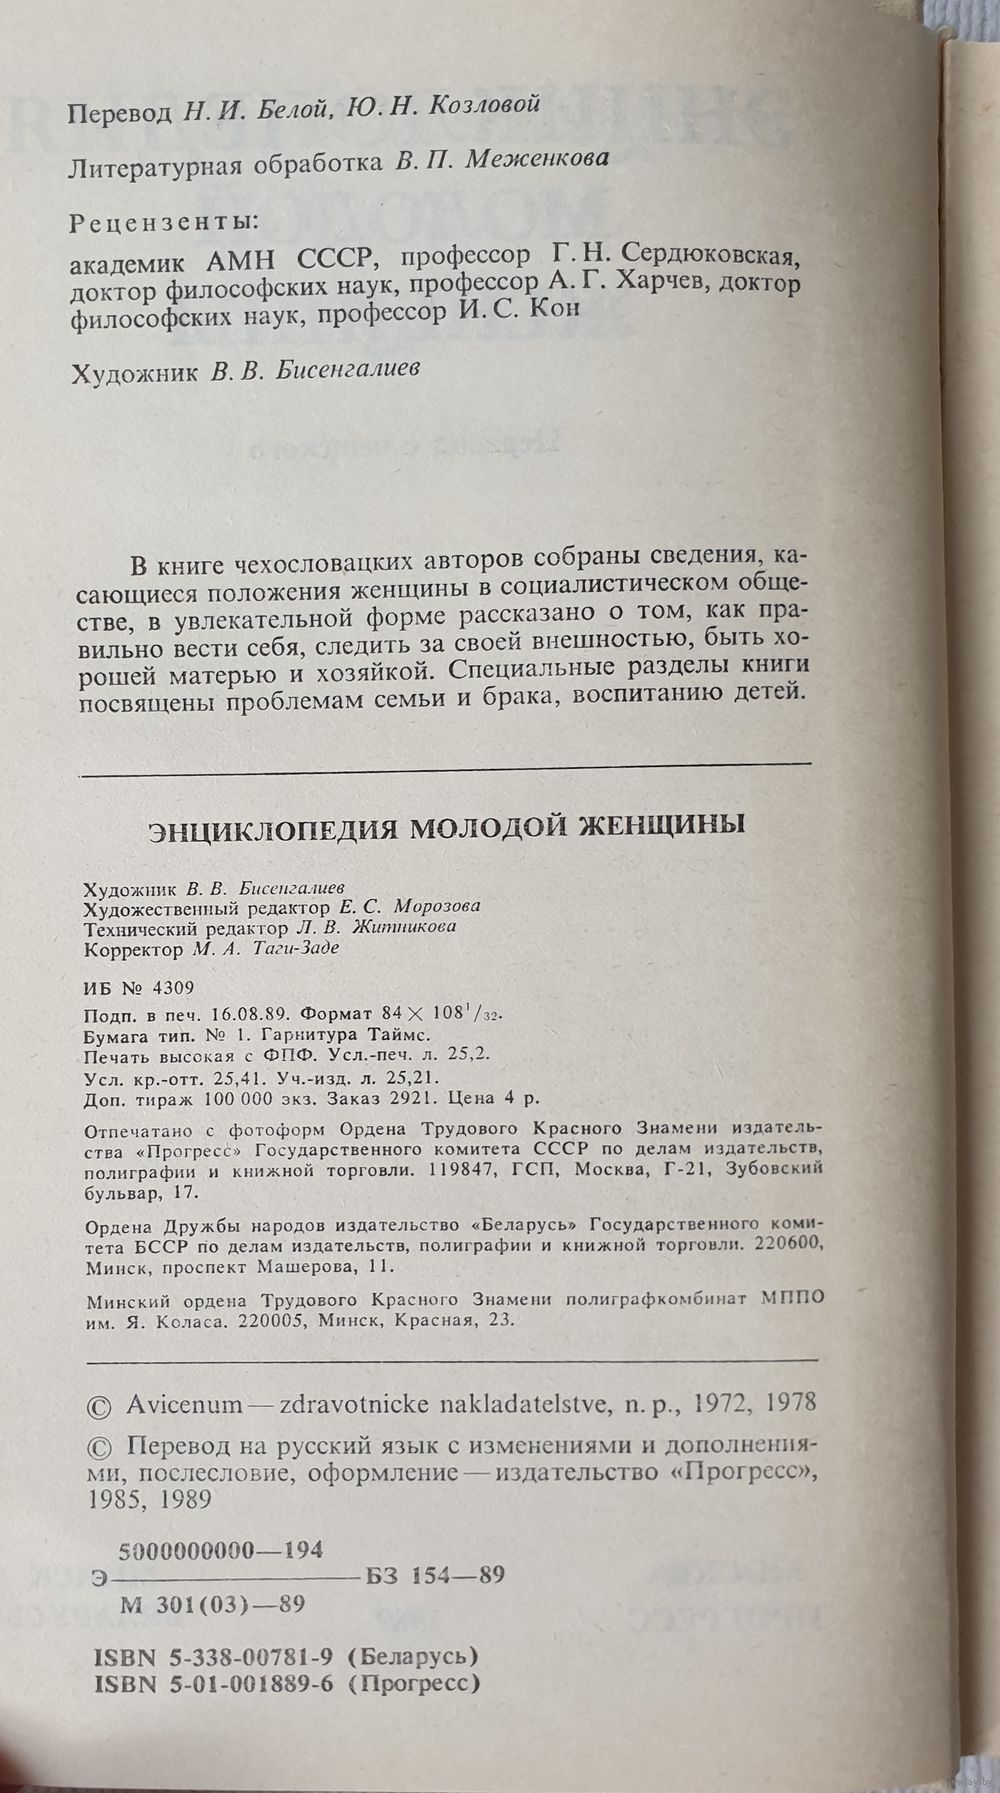 Перевод Н. И. Белой, Ю. Н. Козловой
Литературная обработка В. П. Меженкова
Рецензенты:
академик АМН СССР, профессор Г. Н. Сердюковская,
доктор философских наук, профессор А. Г. Харчев, доктор
философских наук, профессор И. С. Кон
Художник В. В. Бисенгалиев
В книге чехословацких авторов собраны сведения, ка-
сающиеся положения женщины в социалистическом обще-
стве, в увлекательной форме рассказано о том, как пра-
вильно вести себя, следить за своей внешностью, быть хо-
рошей матерью и хозяйкой. Специальные разделы книги
посвящены проблемам семьи и брака, воспитанию детей.
ЭНЦИКЛОПЕДИЯ МОЛОДОЙ ЖЕНЩИНЫ
Художник В. В. Бисенгалиев
Художественный редактор Е. С. Морозова
Технический редактор Л. В. Житникова
Корректор М. А. Таги-Заде
ИБ № 4309
Подп. в печ. 16.08.89. Формат 84 × 108¹/₃₂.
Бумага тип. № 1. Гарнитура Таймс.
Печать высокая с ФПФ. Усл.-печ. л. 25,2.
Усл. кр.-отт. 25,41. Уч.-изд. л. 25,21.
Доп. тираж 100 000 экз. Заказ 2921. Цена 4 р.
Отпечатано с фотоформ Ордена Трудового Красного Знамени издатель-
ства «Прогресс» Государственного комитета СССР по делам издательств,
полиграфии и книжной торговли. 119847, ГСП, Москва, Г-21, Зубовский
бульвар, 17.
Ордена Дружбы народов издательство «Беларусь» Государственного коми-
тета БССР по делам издательств, полиграфии и книжной торговли. 220600,
Минск, проспект Машерова, 11.
Минский ордена Трудового Красного Знамени полиграфкомбинат МППО
им. Я. Коласа. 220005, Минск, Красная, 23.
© Avicenum — zdravotnicke nakladatelstve, n. p., 1972, 1978
© Перевод на русский язык с изменениями и дополнения-
ми, послесловие, оформление — издательство «Прогресс»,
1985, 1989
5000000000—194
Э————БЗ 154—89
М 301(03)—89
ISBN 5-338-00781-9 (Беларусь)
ISBN 5-01-001889-6 (Прогресс)
www.ay.by